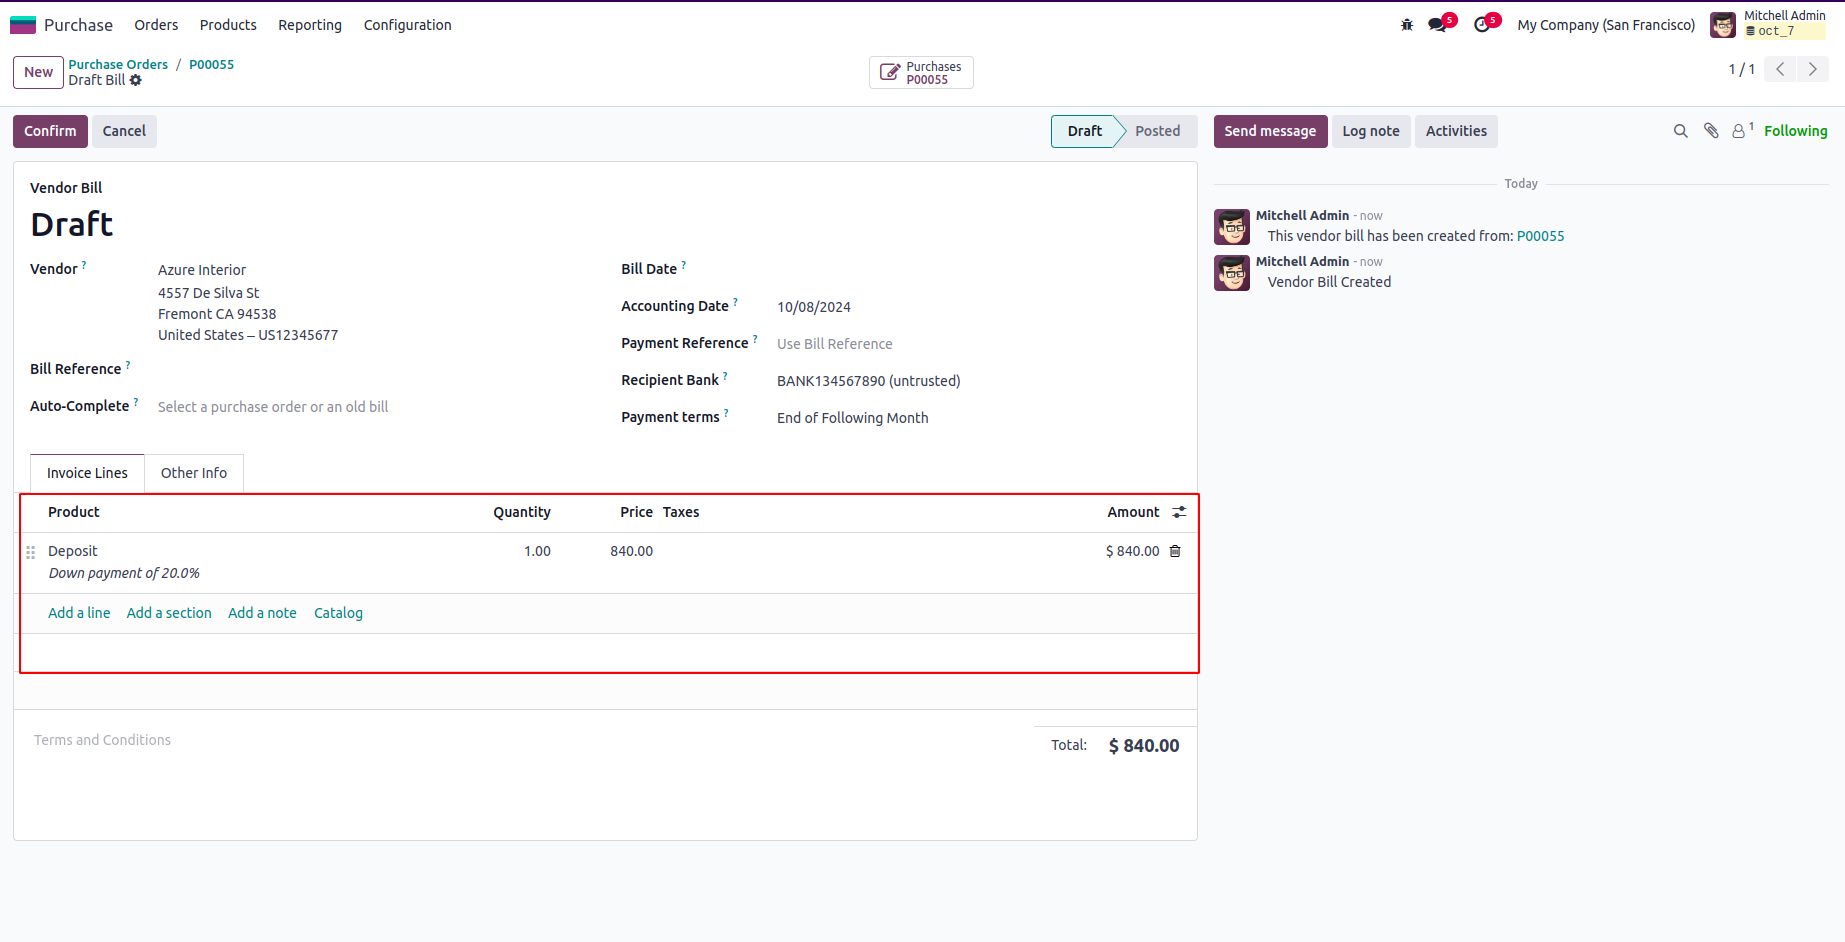 Purchase Orders Products Reporting Configuration
5 5 My Company (San Francisco) Mitchell Admin
oct_7
New Purchase Orders / P00055
Draft Bill
Purchases
P00055
1 / 1
Confirm Cancel
Draft Posted
Send message Log note Activities
1 Following
Vendor Bill
Draft
Vendor ?
Azure Interior
4557 De Silva St
Fremont CA 94538
United States – US12345677
Bill Reference ?
Auto-Complete ? Select a purchase order or an old bill
Bill Date ?
Accounting Date ? 10/08/2024
Payment Reference ? Use Bill Reference
Recipient Bank ? BANK134567890 (untrusted)
Payment terms ? End of Following Month
Invoice Lines Other Info
Product Quantity Price Taxes Amount
Deposit 1.00 840.00 $ 840.00
Down payment of 20.0%
Add a line Add a section Add a note Catalog
Terms and Conditions
Total: $ 840.00
Today
Mitchell Admin - now
This vendor bill has been created from: P00055
Mitchell Admin - now
Vendor Bill Created